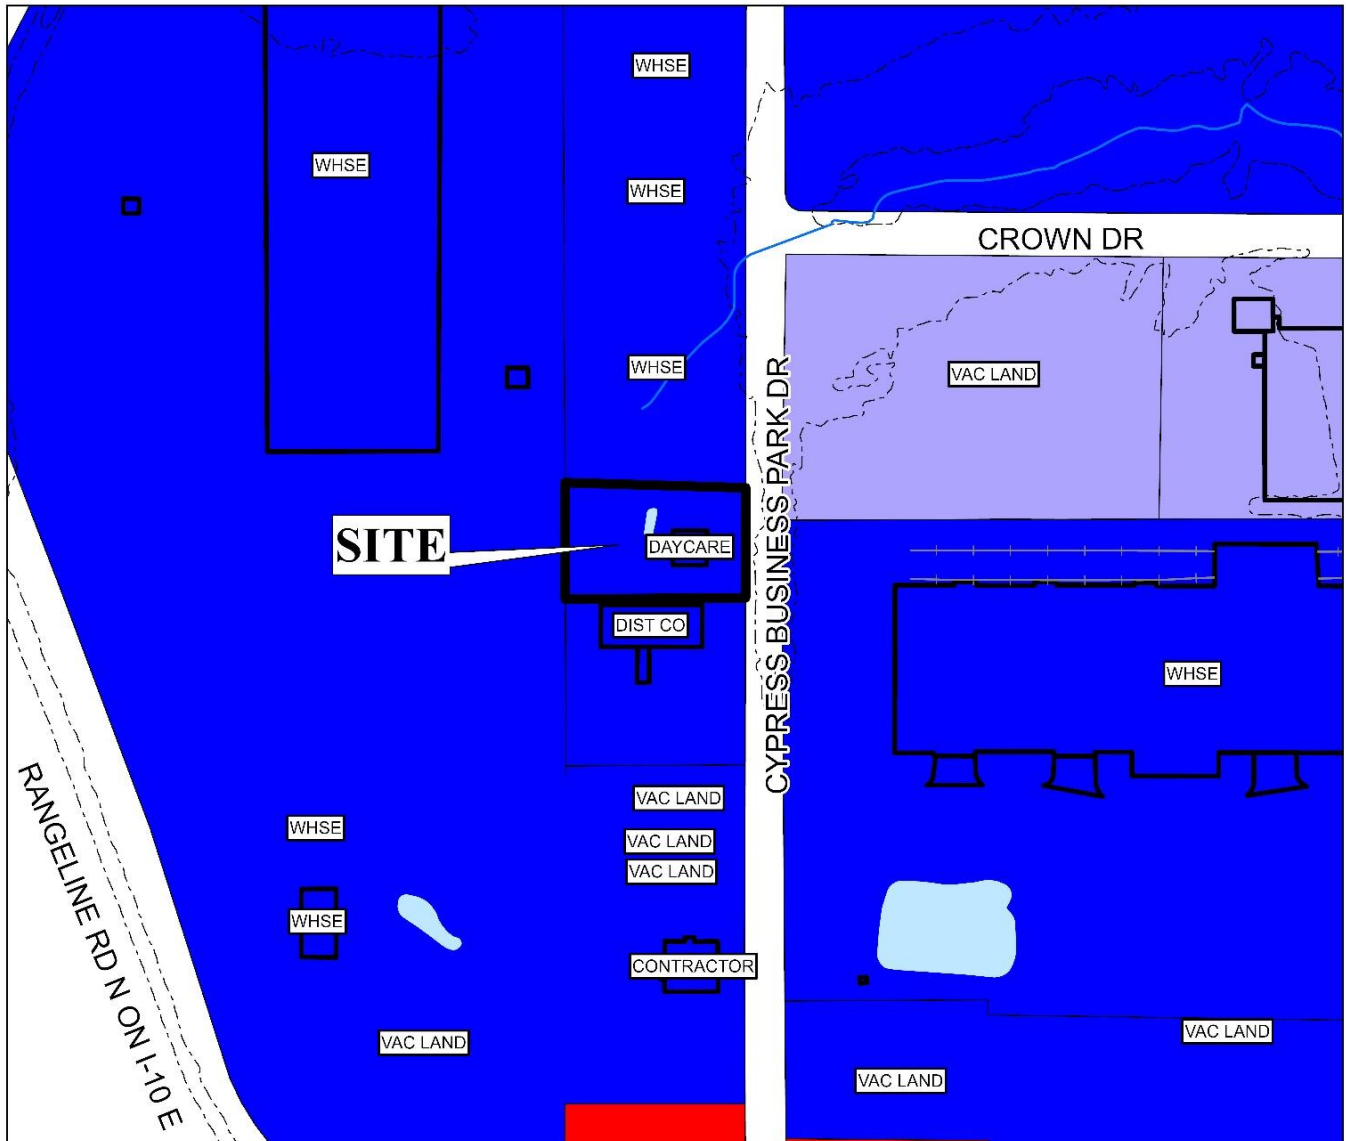 WHSE
WHSE
WHSE
CROWN DR
WHSE
VAC LAND
CYPRESS BUSINESS PARK DR
SITE
DAYCARE
DIST CO
WHSE
RANGELINE RD N ON I-10 E
VAC LAND
WHSE
VAC LAND
VAC LAND
WHSE
CONTRACTOR
VAC LAND
VAC LAND
VAC LAND